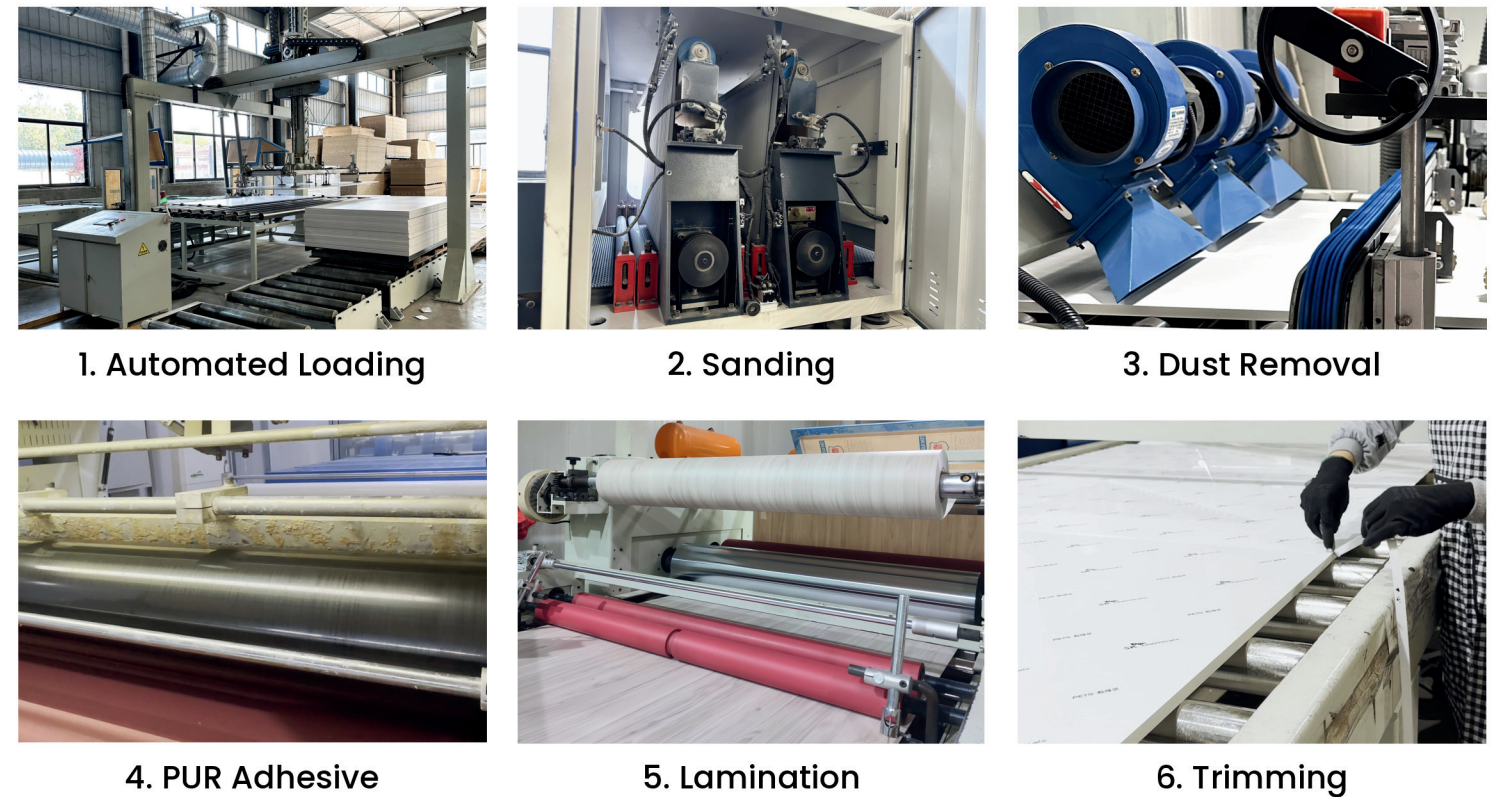 1. Automated Loading
2. Sanding
3. Dust Removal
4. PUR Adhesive
5. Lamination
6. Trimming